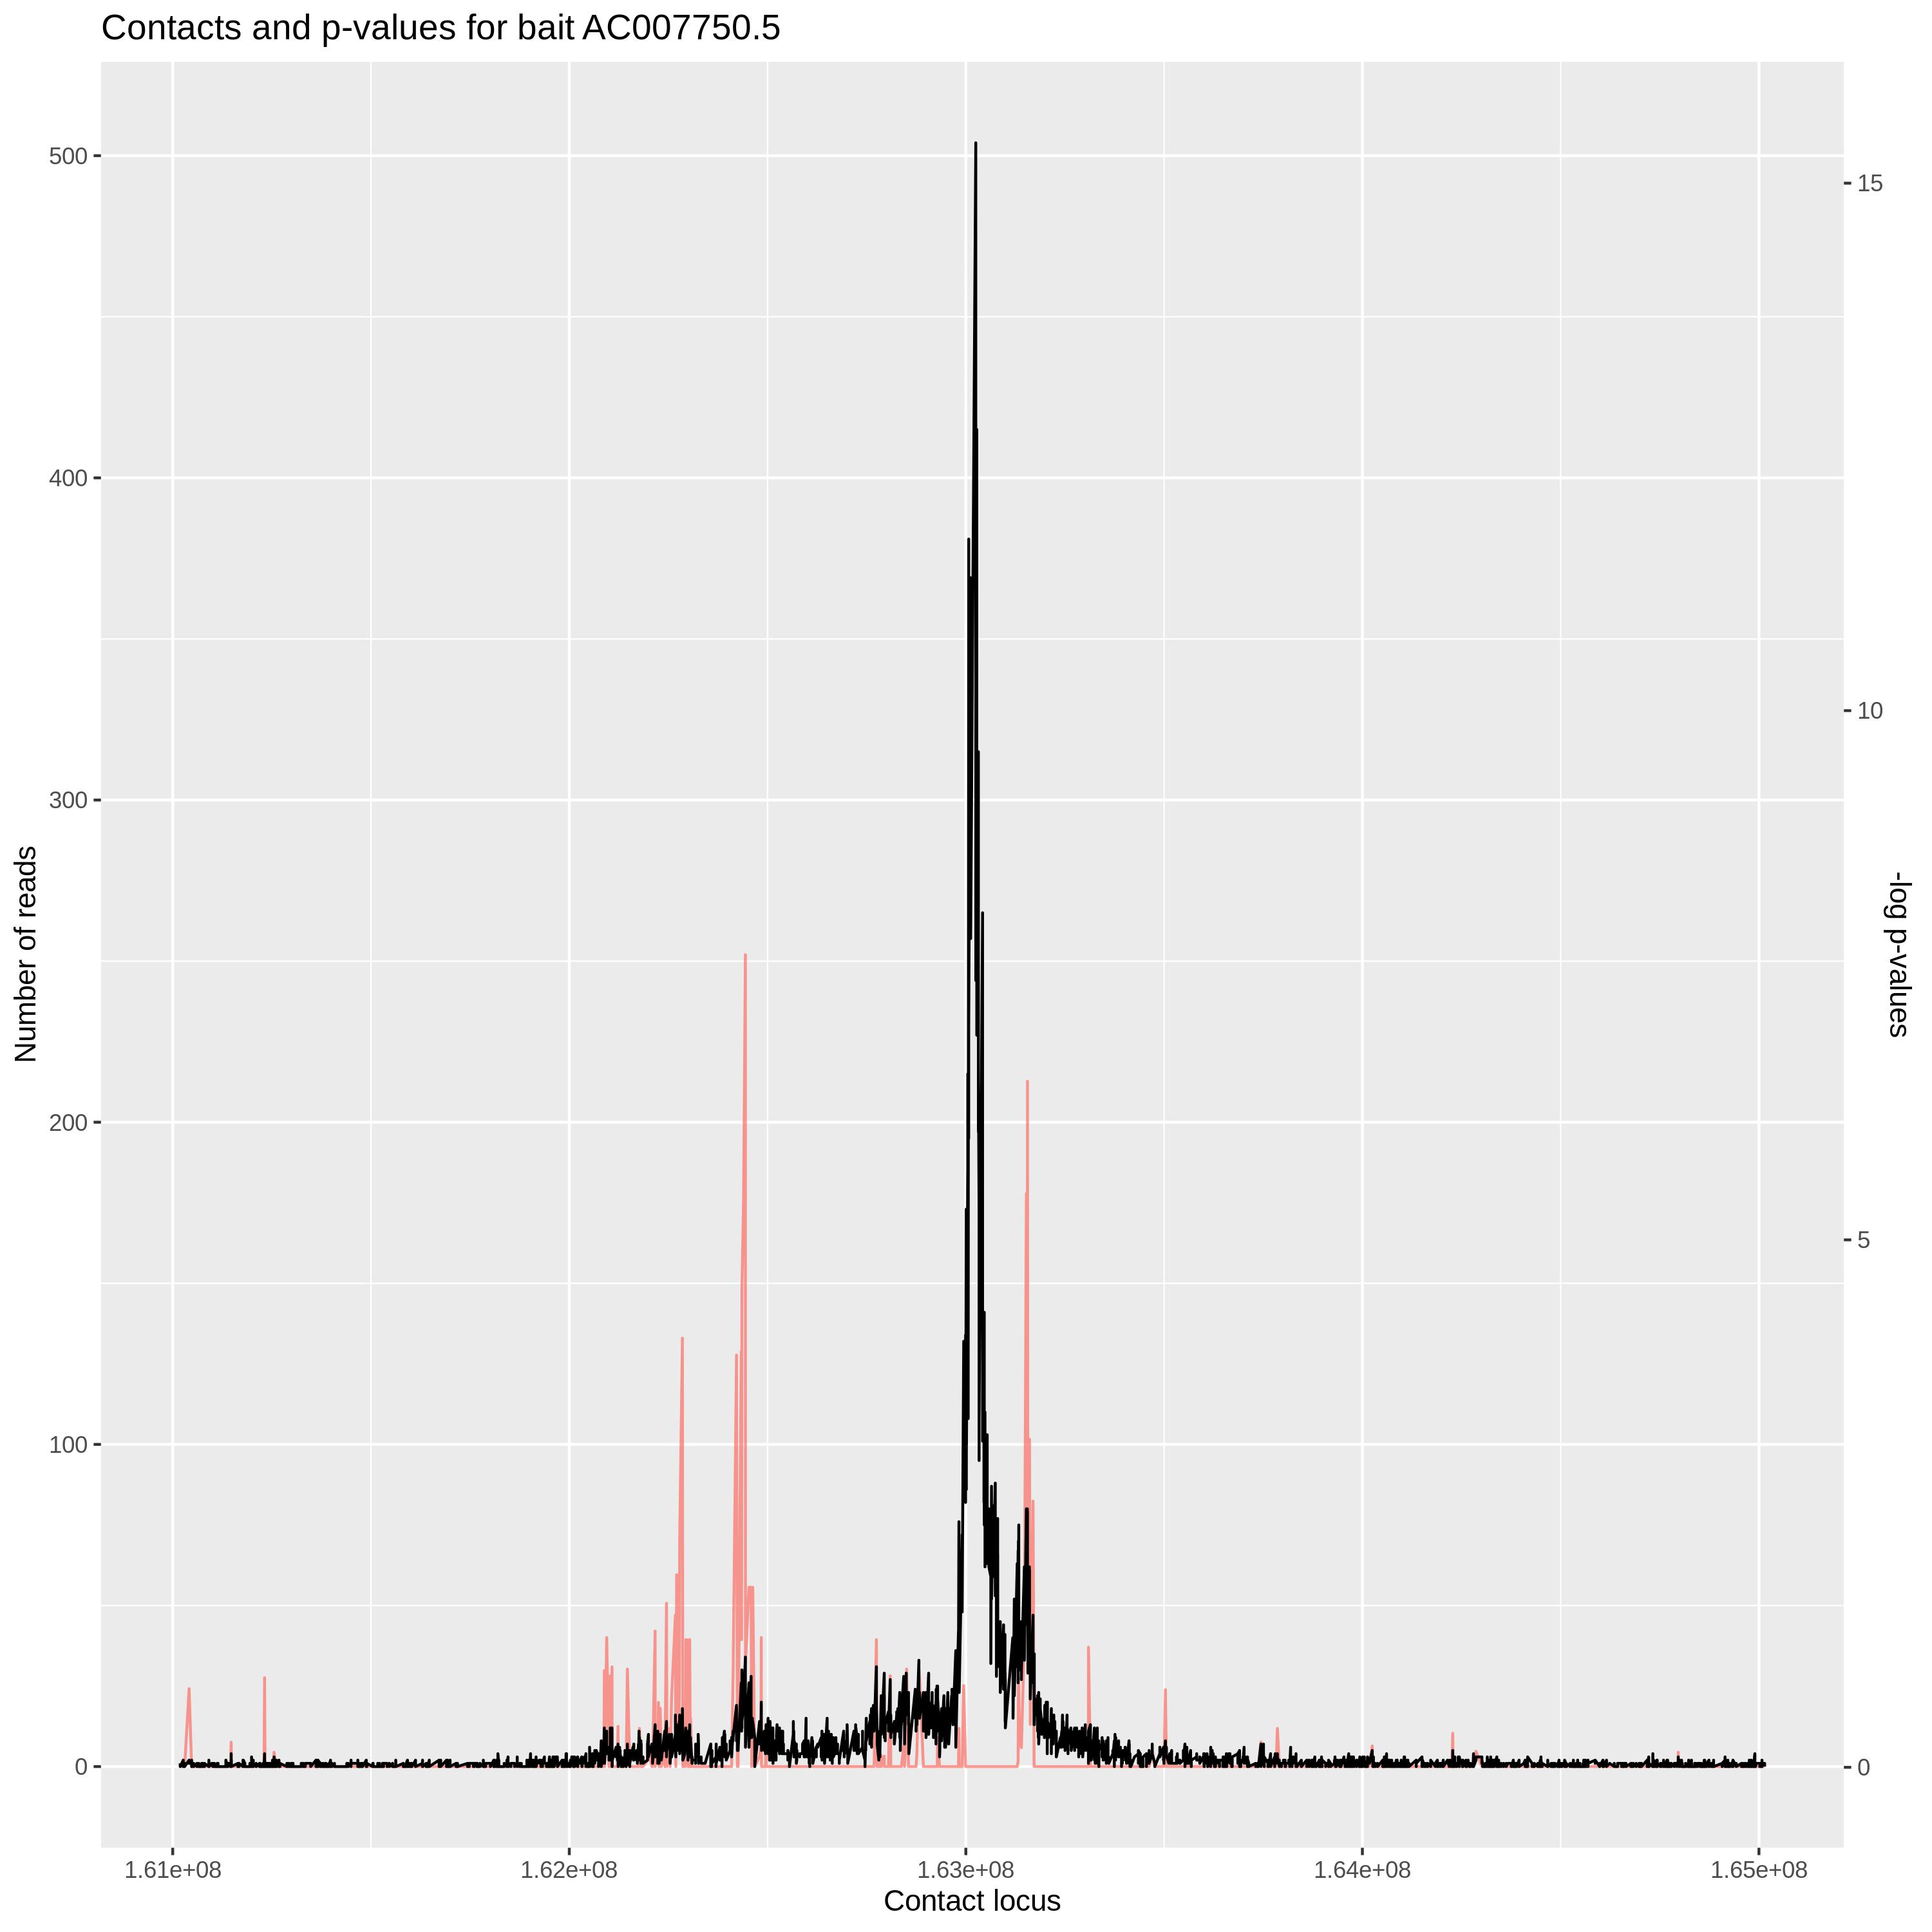 Contacts and p-values for bait AC007750.5
500
400
300
200
100
0
Number of reads
15
10
5
0
-log p-values
1.61e+08
1.62e+08
1.63e+08
1.64e+08
1.65e+08
Contact locus